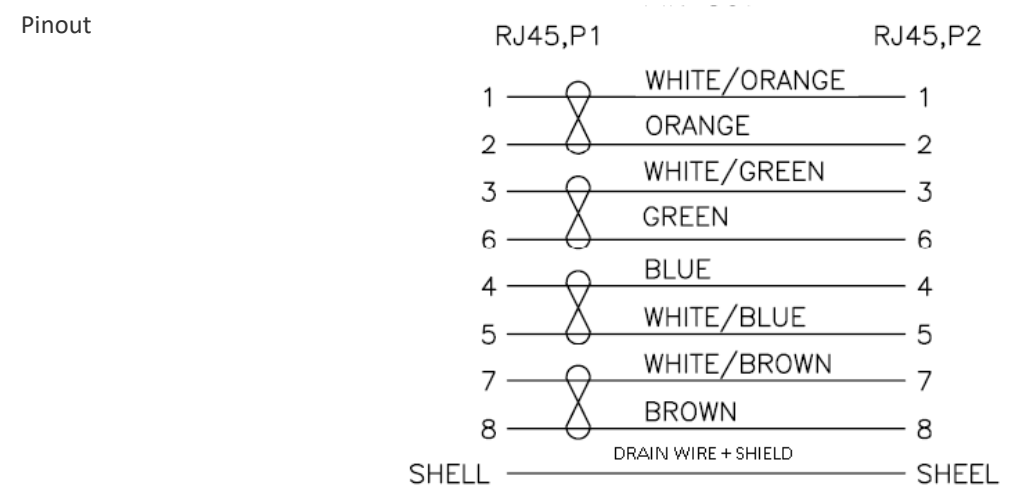 Pinout
RJ45,P1 RJ45,P2
WHITE/ORANGE
1 1
ORANGE
2 2
WHITE/GREEN
3 3
GREEN
6 6
BLUE
4 4
WHITE/BLUE
5 5
WHITE/BROWN
7 7
BROWN
8 8
DRAIN WIRE + SHIELD
SHELL SHEEL